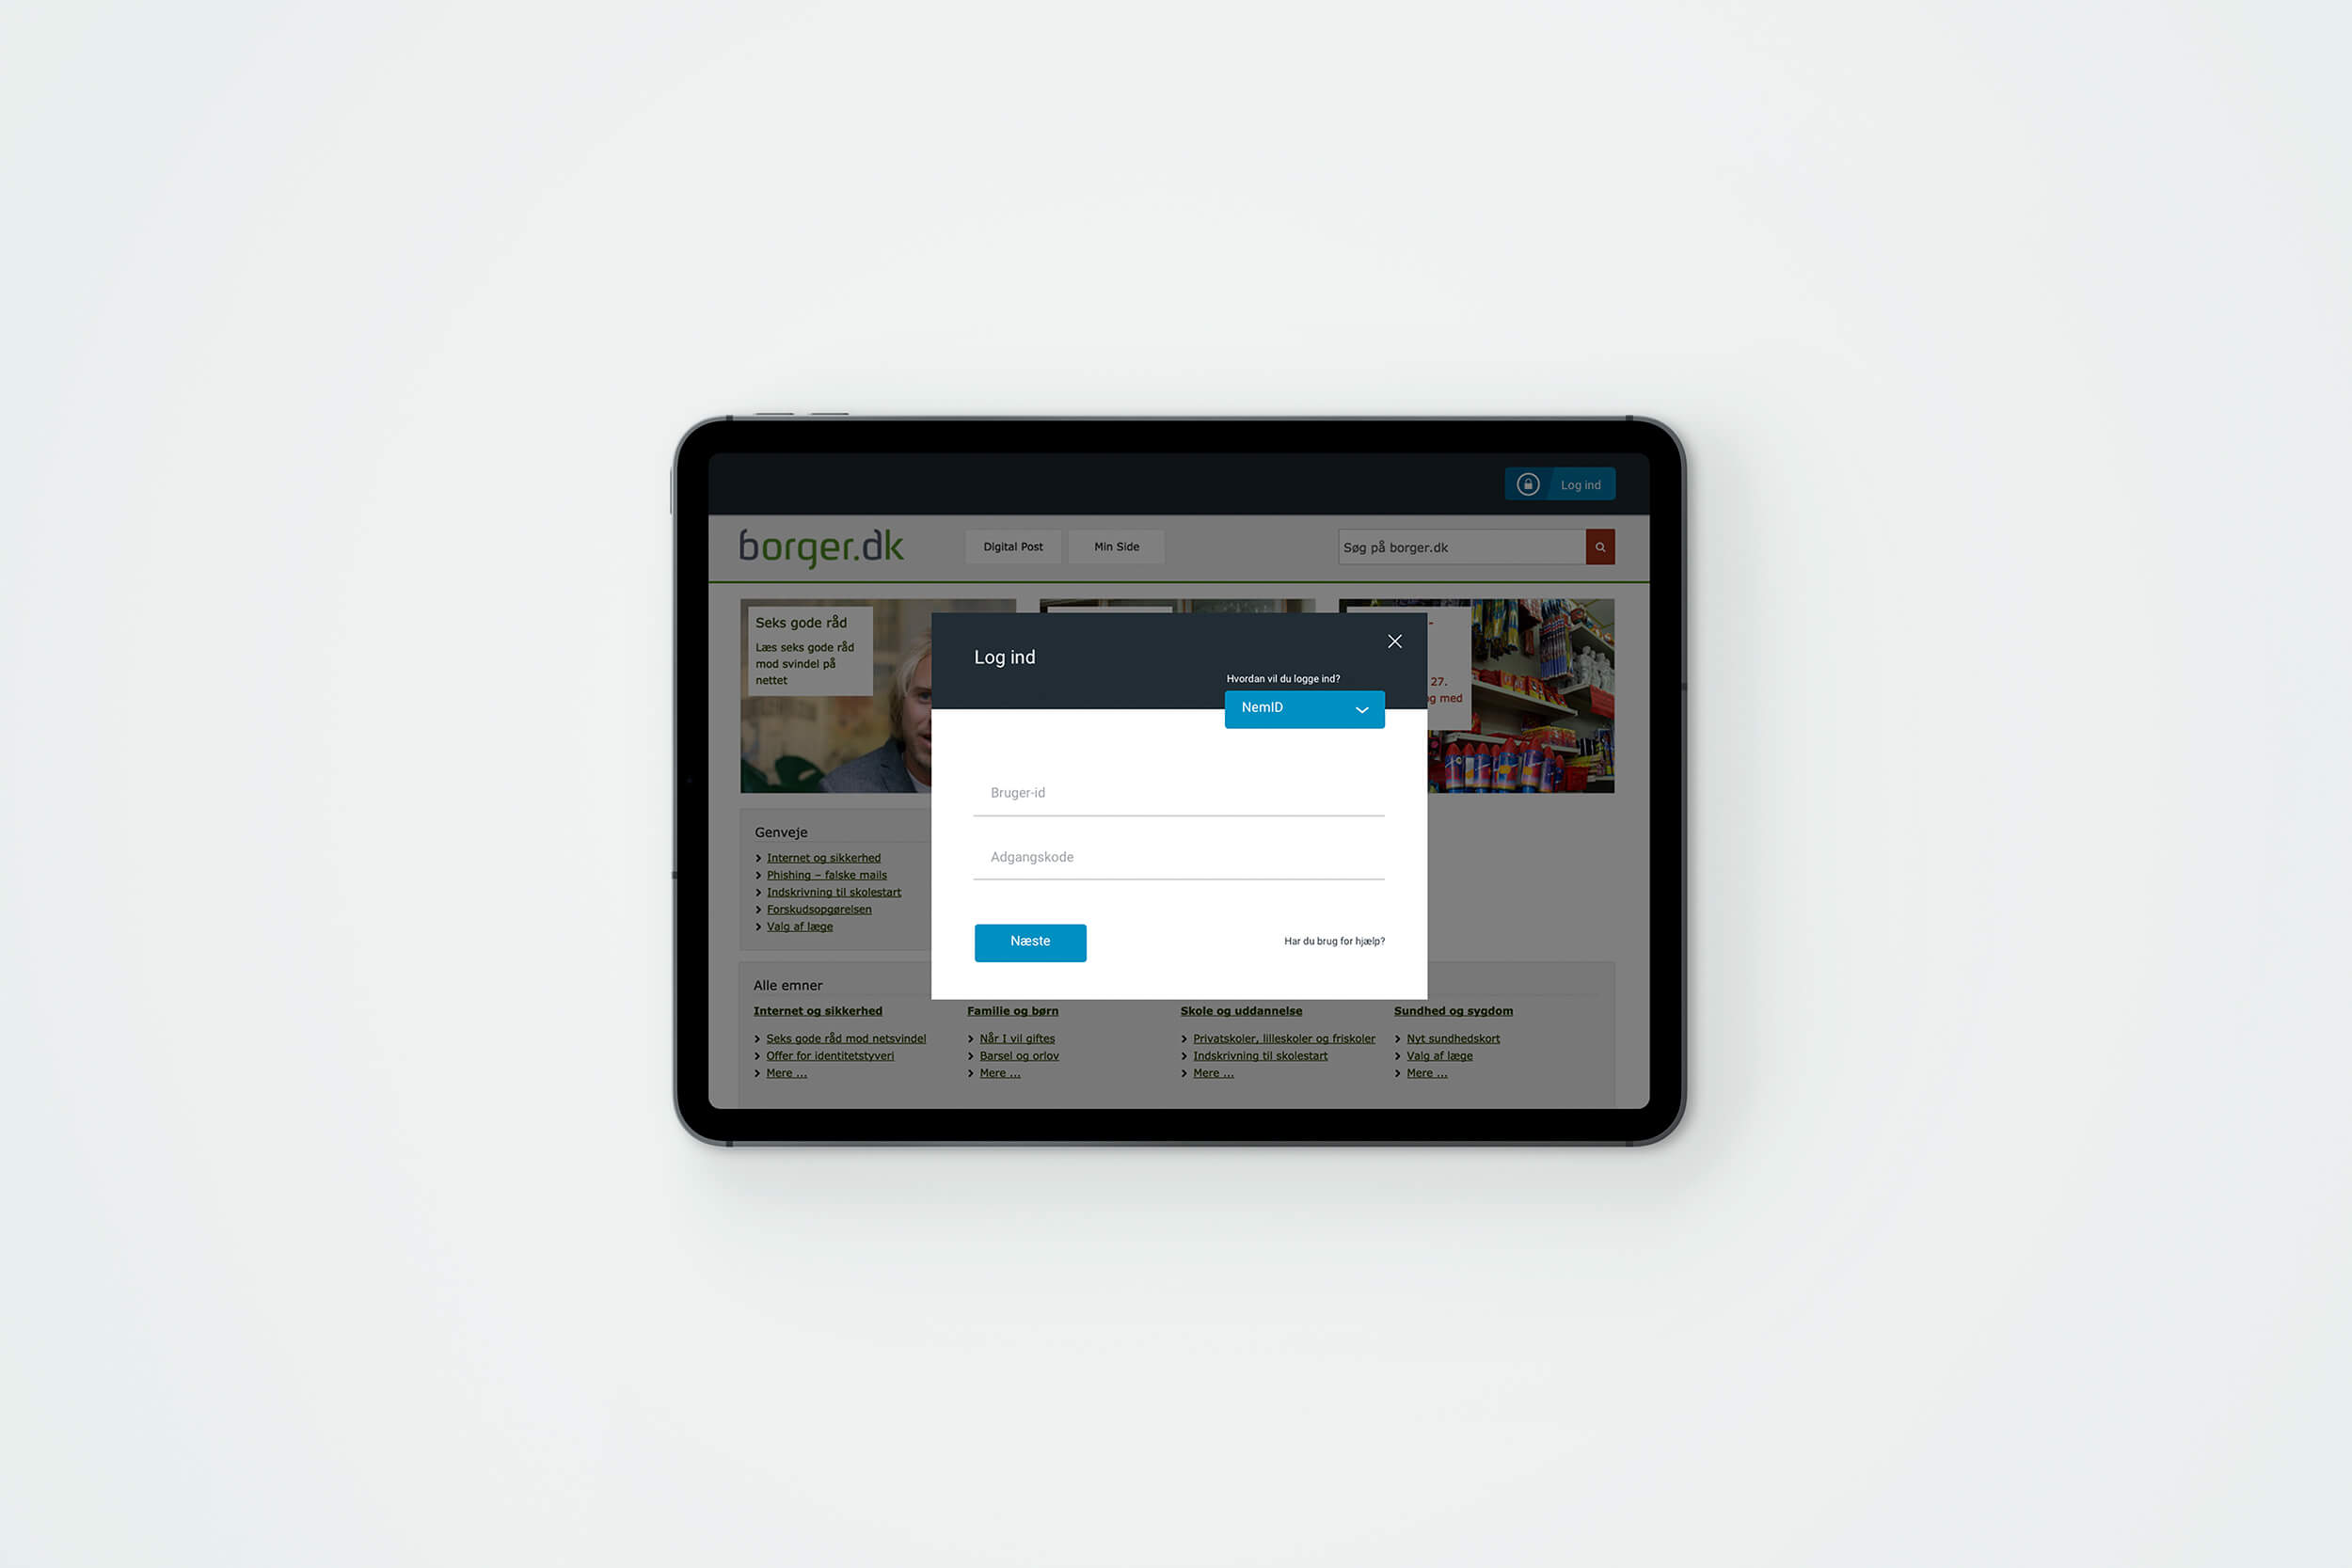 Log ind
borger.dk
Digital Post
Min Side
Søg på borger.dk
Seks gode råd
Læs seks gode råd
mod svindel på
nettet
27.
og med
Log ind
Hvordan vil du logge ind?
NemID
Bruger-id
Adgangskode
Næste
Har du brug for hjælp?
Genveje
Internet og sikkerhed
Phishing – falske mails
Indskrivning til skolestart
Forskudsopgørelsen
Valg af læge
Alle emner
Internet og sikkerhed
Seks gode råd mod netsvindel
Offer for identitetstyveri
Mere ...
Familie og børn
Når I vil giftes
Barsel og orlov
Mere ...
Skole og uddannelse
Privatskoler, lilleskoler og friskoler
Indskrivning til skolestart
Mere ...
Sundhed og sygdom
Nyt sundhedskort
Valg af læge
Mere ...